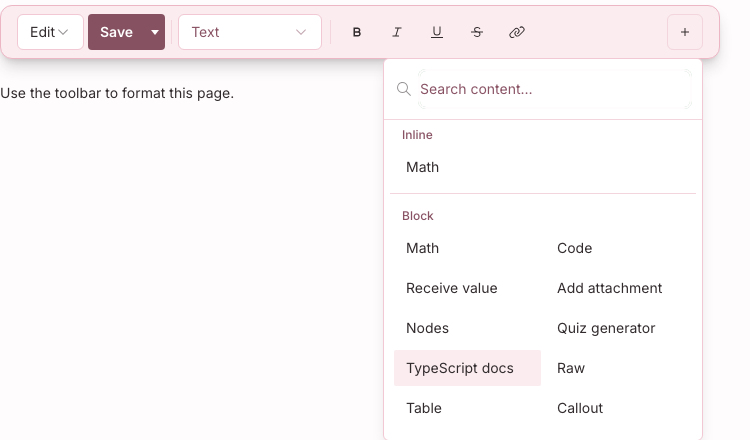 Edit Save Text B I U S +
Use the toolbar to format this page.
Search content...
Inline
Math
Block
Math Code
Receive value Add attachment
Nodes Quiz generator
TypeScript docs Raw
Table Callout